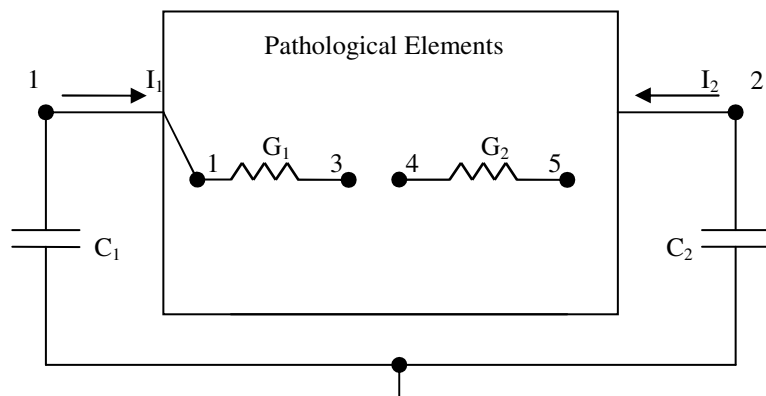 Pathological Elements
1 I₁ I₂ 2
1 G₁ 3 4 G₂ 5
C₁ C₂